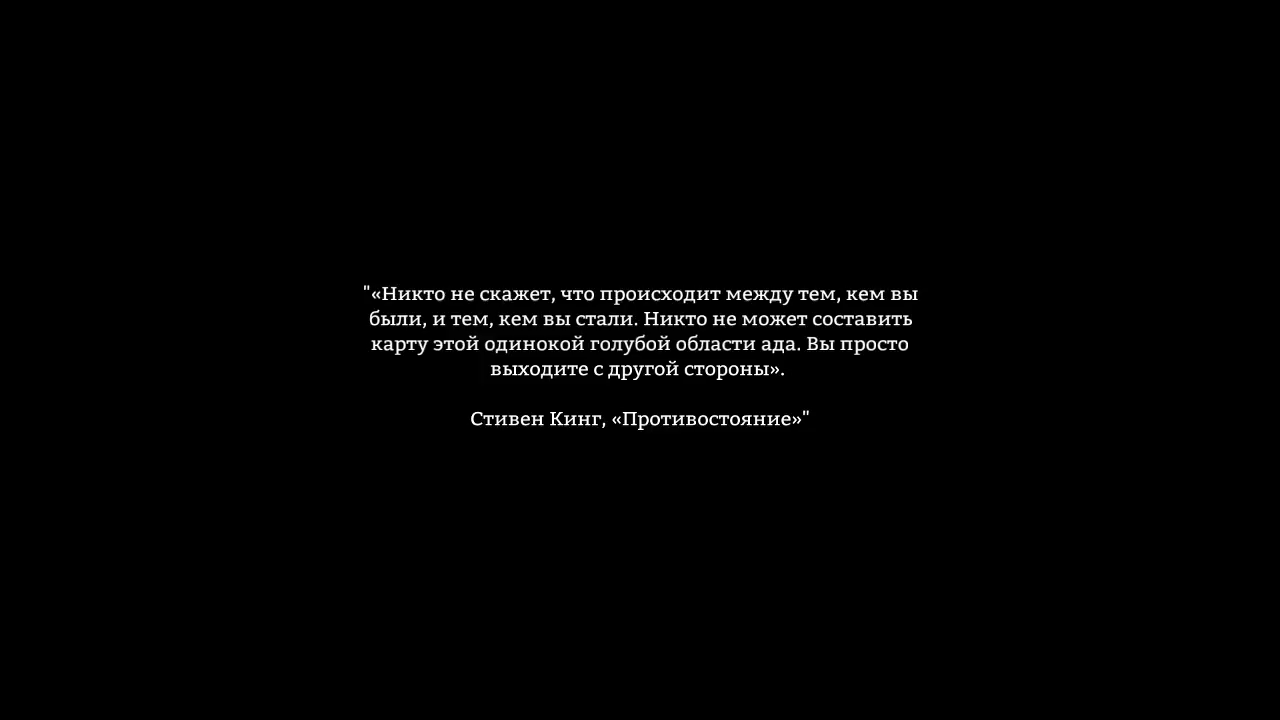 "«Никто не скажет, что происходит между тем, кем вы
были, и тем, кем вы стали. Никто не может составить
карту этой одинокой голубой области ада. Вы просто
выходите с другой стороны».
Стивен Кинг, «Противостояние»"